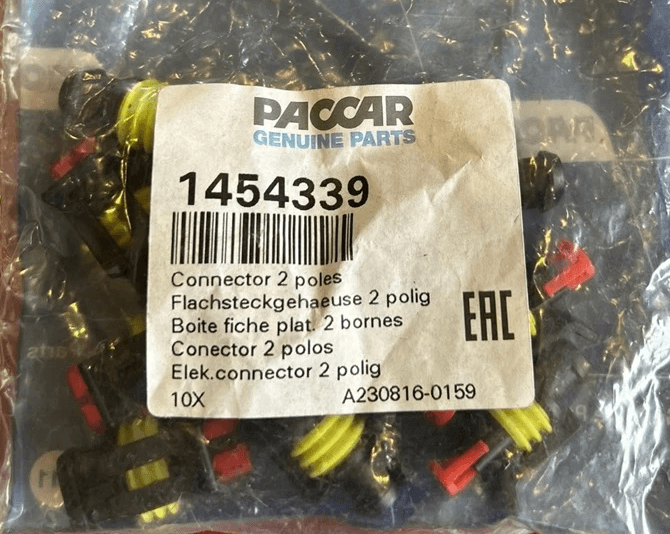 PACCAR
GENUINE PARTS
1454339
Connector 2 poles
Flachsteckgehaeuse 2 polig
Boite fiche plat. 2 bornes
Conector 2 polos
Elek.connector 2 polig
EAC
10X A230816-0159